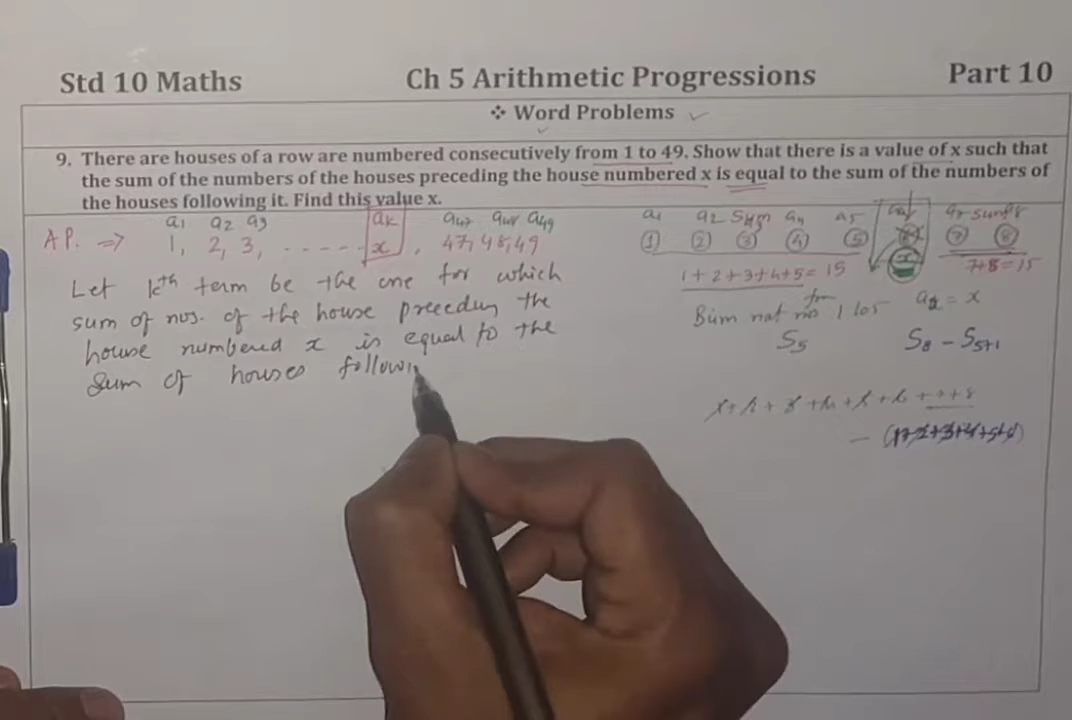 Std 10 Maths Ch 5 Arithmetic Progressions Part 10
❖ Word Problems
9. There are houses of a row are numbered consecutively from 1 to 49. Show that there is a value of x such that
the sum of the numbers of the houses preceding the house numbered x is equal to the sum of the numbers of
the houses following it. Find this value x.
a1 a2 a3 ak a47 a48 a49
A P. ⇒ 1, 2, 3, ...... x, 47, 48, 49
Let kth term be the one for which
sum of nos. of the house preceding the
house numbered x is equal to the
Sum of houses followin
a1 a2 a4 a5
1 2 3 4 5 x 7 8
1+2+3+4+5=15 7+8=15
S5 S8 - S5+1